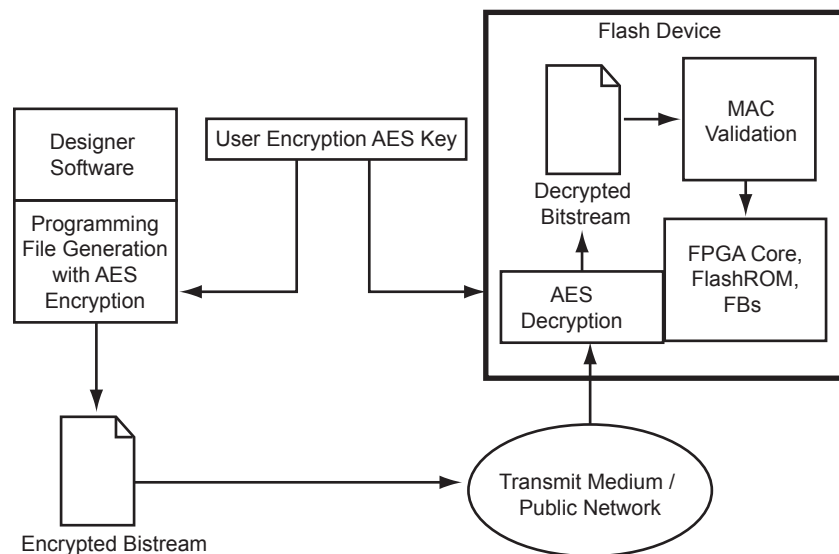 Flash Device
Designer
Software
Programming
File Generation
with AES
Encryption
User Encryption AES Key
Decrypted
Bitstream
MAC
Validation
FPGA Core,
FlashROM,
FBs
AES
Decryption
Encrypted Bistream
Transmit Medium /
Public Network